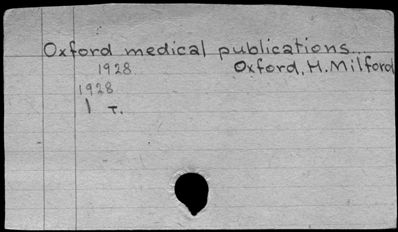 Oxford medical publications...
1928 Oxford, H. Milford
1928
1 т.